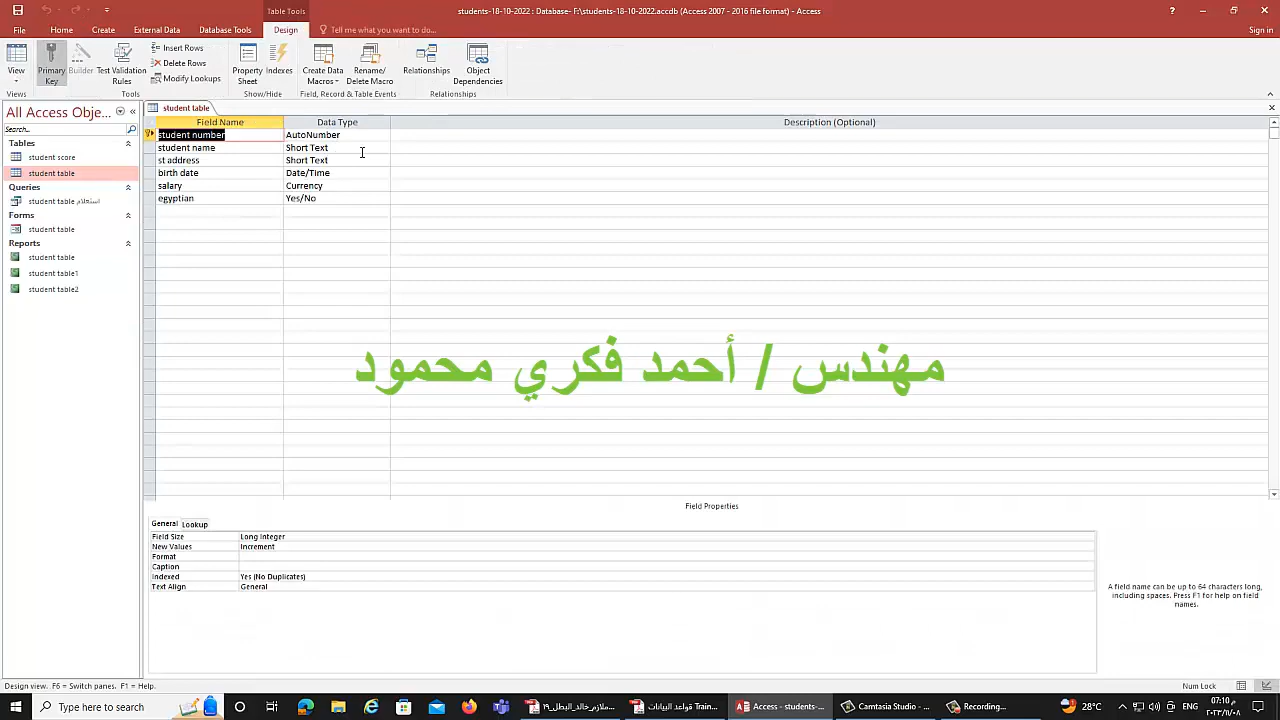 Table Tools
students-18-10-2022 : Database- F:\students-18-10-2022.accdb (Access 2007 - 2016 file format) - Access
?
File
Home
Create
External Data
Database Tools
Design
Tell me what you want to do...
Sign in
View
Primary Key
Builder
Test Validation Rules
Insert Rows
Delete Rows
Modify Lookups
Property Sheet
Indexes
Create Data Macros
Rename/ Delete Macro
Relationships
Object Dependencies
Views
Tools
Show/Hide
Field, Record & Table Events
Relationships
All Access Obje...
Search...
Tables
student score
student table
Queries
student table استعلام
Forms
student table
Reports
student table
student table1
student table2
student table
Field Name Data Type Description (Optional)
student number AutoNumber
student name Short Text
st address Short Text
birth date Date/Time
salary Currency
egyptian Yes/No
مهندس / أحمد فكري محمود
Field Properties
General Lookup
Field Size Long Integer
New Values Increment
Format
Caption
Indexed Yes (No Duplicates)
Text Align General
A field name can be up to 64 characters long, including spaces. Press F1 for help on field names.
Design view. F6 = Switch panes. F1 = Help.
Num Lock
Type here to search
قواعد البيانات Train...
Access - students-...
Camtasia Studio - ...
Recording...
28°C
ENG